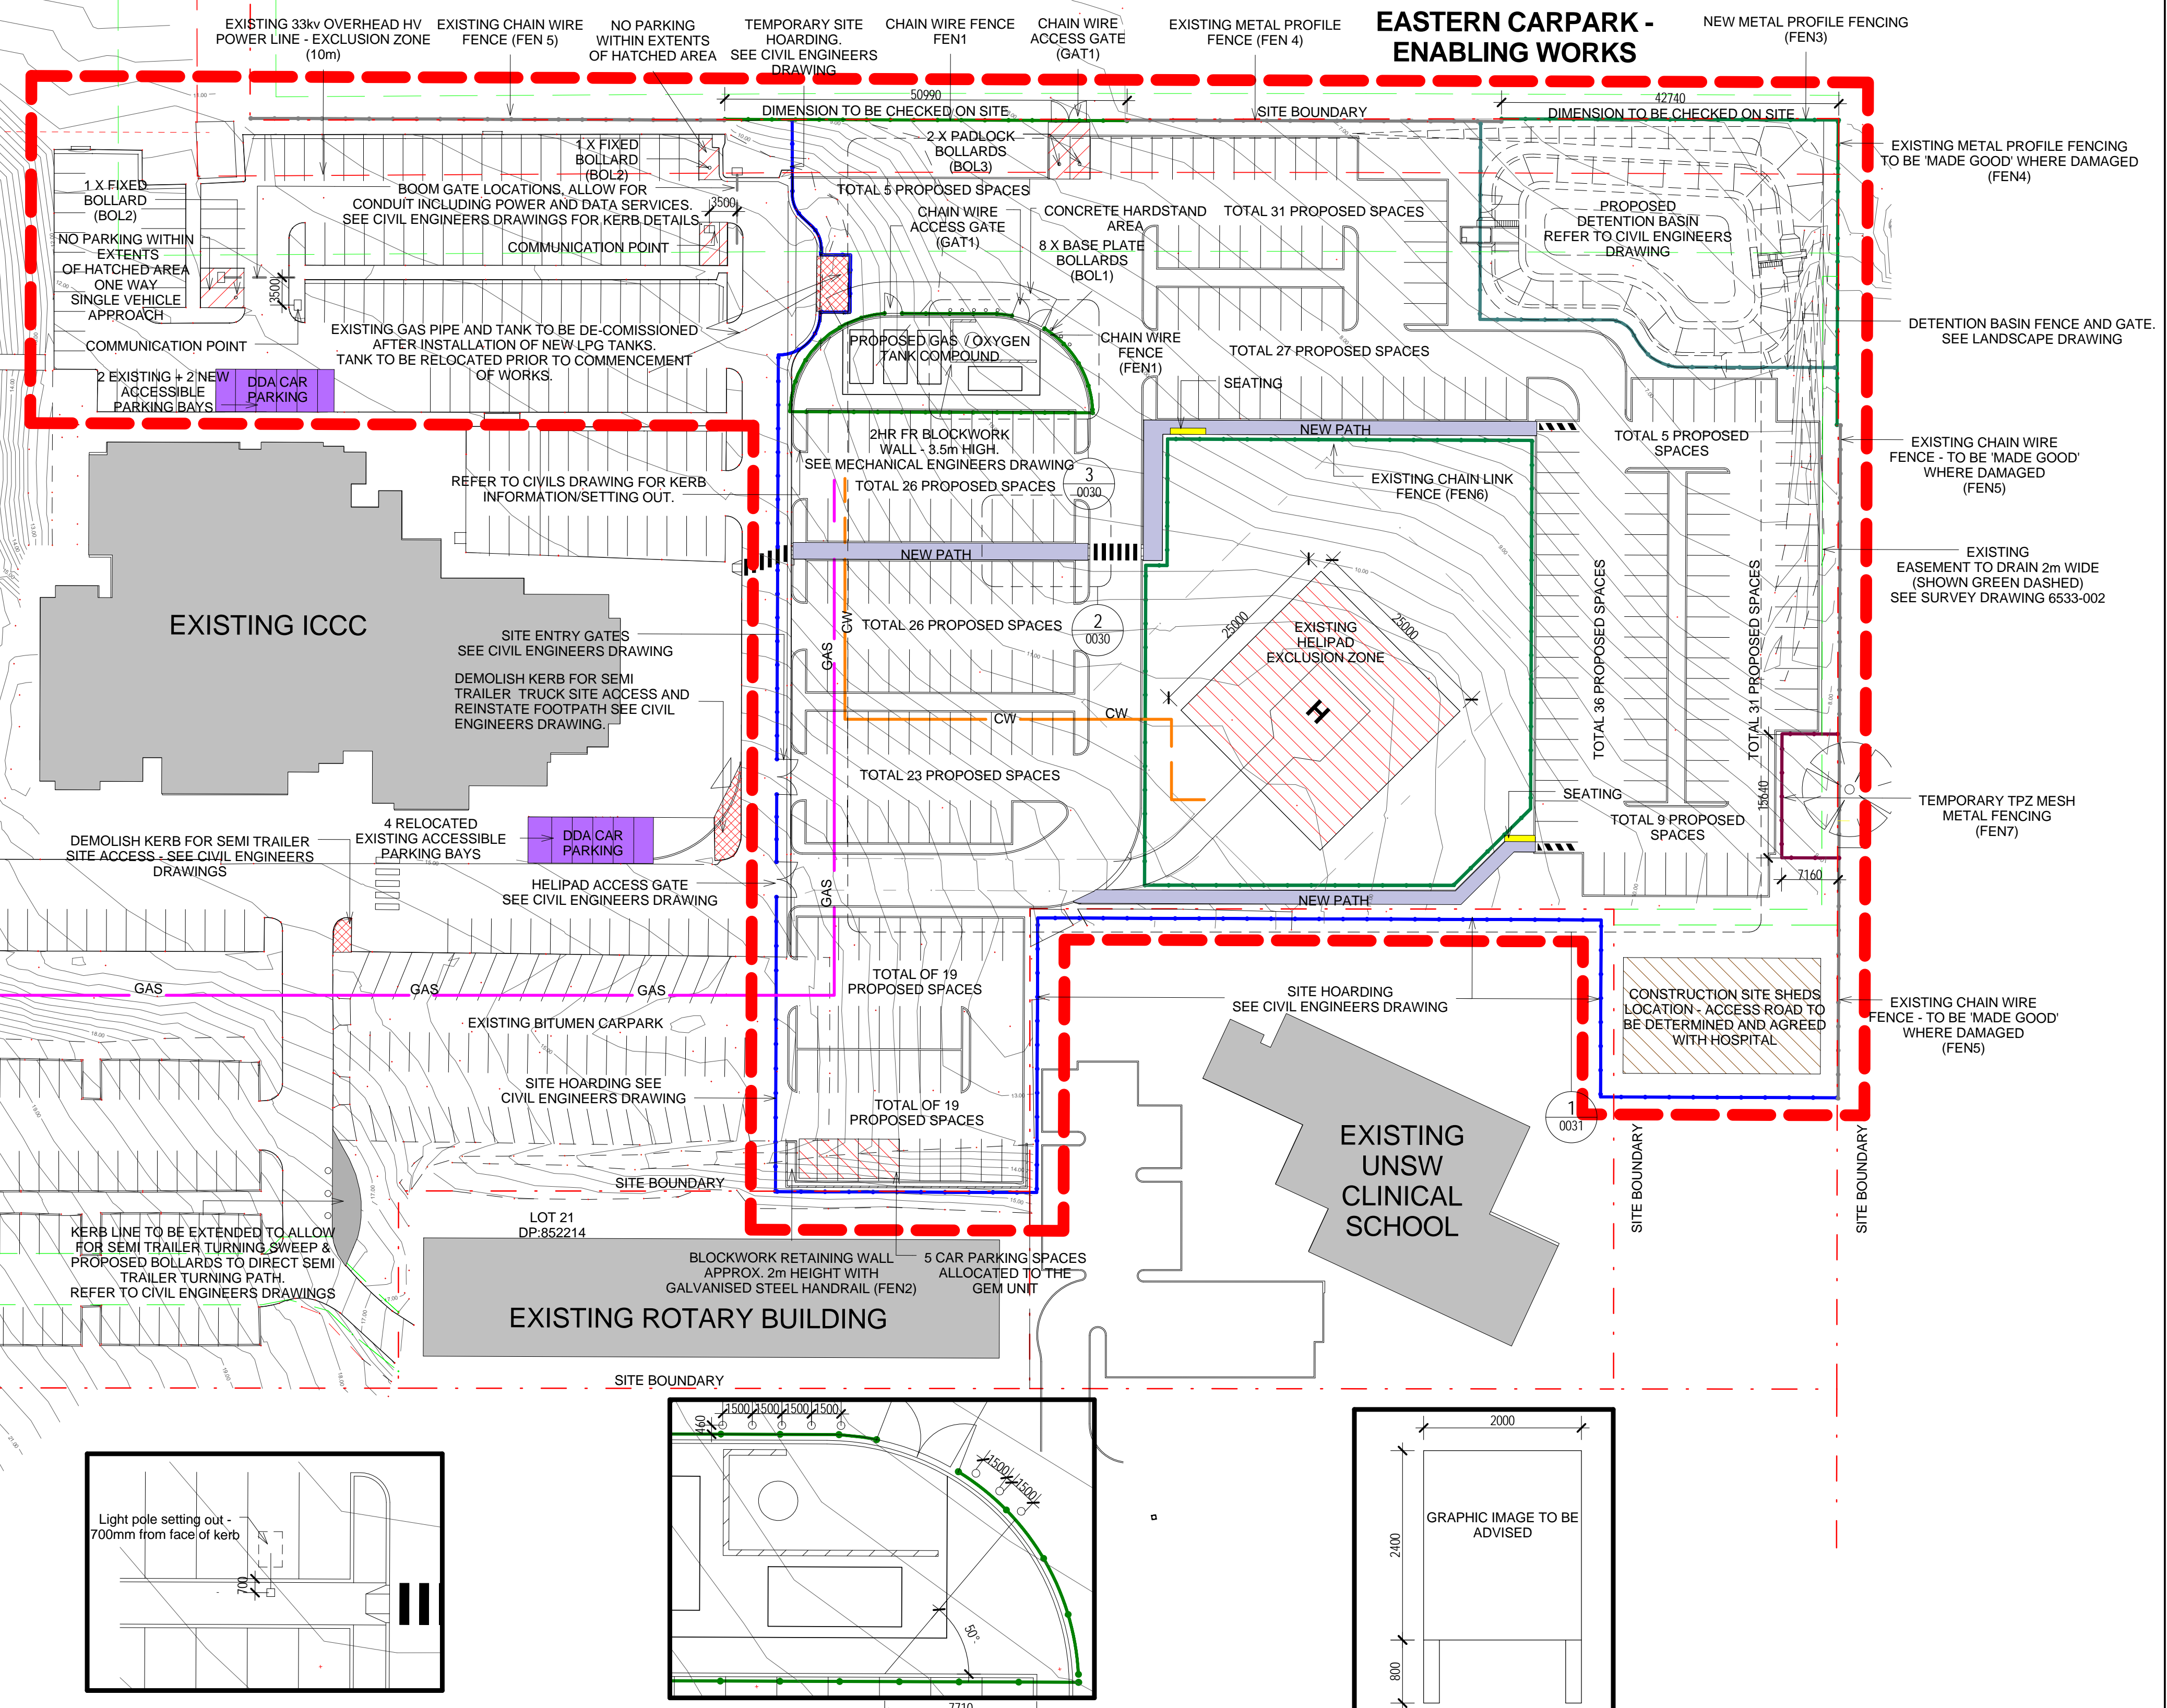 EASTERN CARPARK -
ENABLING WORKS
EXISTING 33kv OVERHEAD HV
POWER LINE - EXCLUSION ZONE
(10m)
EXISTING CHAIN WIRE
FENCE (FEN 5)
NO PARKING
WITHIN EXTENTS
OF HATCHED AREA
TEMPORARY SITE
HOARDING.
SEE CIVIL ENGINEERS
DRAWING
CHAIN WIRE FENCE
FEN1
CHAIN WIRE
ACCESS GATE
(GAT1)
EXISTING METAL PROFILE
FENCE (FEN 4)
NEW METAL PROFILE FENCING
(FEN3)
50990
DIMENSION TO BE CHECKED ON SITE
SITE BOUNDARY
42740
DIMENSION TO BE CHECKED ON SITE
1 X FIXED
BOLLARD
(BOL2)
2 X PADLOCK
BOLLARDS
(BOL3)
EXISTING METAL PROFILE FENCING
TO BE 'MADE GOOD' WHERE DAMAGED
(FEN4)
1 X FIXED
BOLLARD
(BOL2)
BOOM GATE LOCATIONS, ALLOW FOR
CONDUIT INCLUDING POWER AND DATA SERVICES.
SEE CIVIL ENGINEERS DRAWINGS FOR KERB DETAILS
3500
TOTAL 5 PROPOSED SPACES
CHAIN WIRE
ACCESS GATE
(GAT1)
CONCRETE HARDSTAND
AREA
TOTAL 31 PROPOSED SPACES
8 X BASE PLATE
BOLLARDS
(BOL1)
PROPOSED
DETENTION BASIN
REFER TO CIVIL ENGINEERS
DRAWING
COMMUNICATION POINT
NO PARKING WITHIN
EXTENTS
OF HATCHED AREA
ONE WAY
SINGLE VEHICLE
APPROACH
3500
COMMUNICATION POINT
EXISTING GAS PIPE AND TANK TO BE DE-COMISSIONED
AFTER INSTALLATION OF NEW LPG TANKS.
TANK TO BE RELOCATED PRIOR TO COMMENCEMENT
OF WORKS.
PROPOSED GAS / OXYGEN
TANK COMPOUND
CHAIN WIRE
FENCE
(FEN1)
TOTAL 27 PROPOSED SPACES
DETENTION BASIN FENCE AND GATE.
SEE LANDSCAPE DRAWING
2 EXISTING + 2 NEW
ACCESSIBLE
PARKING BAYS
DDA CAR
PARKING
SEATING
NEW PATH
2HR FR BLOCKWORK
WALL - 3.5m HIGH.
SEE MECHANICAL ENGINEERS DRAWING
TOTAL 5 PROPOSED
SPACES
EXISTING CHAIN WIRE
FENCE - TO BE 'MADE GOOD'
WHERE DAMAGED
(FEN5)
REFER TO CIVILS DRAWING FOR KERB
INFORMATION/SETTING OUT.
TOTAL 26 PROPOSED SPACES
3
0030
EXISTING CHAIN LINK
FENCE (FEN6)
NEW PATH
EXISTING
EASEMENT TO DRAIN 2m WIDE
(SHOWN GREEN DASHED)
SEE SURVEY DRAWING 6533-002
EXISTING ICCC
SITE ENTRY GATES
SEE CIVIL ENGINEERS DRAWING
CW
GAS
TOTAL 26 PROPOSED SPACES
2
0030
25000
25000
EXISTING
HELIPAD
EXCLUSION ZONE
H
TOTAL 36 PROPOSED SPACES
TOTAL 31 PROPOSED SPACES
DEMOLISH KERB FOR SEMI
TRAILER TRUCK SITE ACCESS AND
REINSTATE FOOTPATH SEE CIVIL
ENGINEERS DRAWING.
CW
CW
TOTAL 23 PROPOSED SPACES
SEATING
15640
TEMPORARY TPZ MESH
METAL FENCING
(FEN7)
TOTAL 9 PROPOSED
SPACES
7160
DEMOLISH KERB FOR SEMI TRAILER
SITE ACCESS - SEE CIVIL ENGINEERS
DRAWINGS
4 RELOCATED
EXISTING ACCESSIBLE
PARKING BAYS
DDA CAR
PARKING
HELIPAD ACCESS GATE
SEE CIVIL ENGINEERS DRAWING
GAS
NEW PATH
GAS
GAS
GAS
TOTAL OF 19
PROPOSED SPACES
SITE HOARDING
SEE CIVIL ENGINEERS DRAWING
CONSTRUCTION SITE SHEDS
LOCATION - ACCESS ROAD TO
BE DETERMINED AND AGREED
WITH HOSPITAL
EXISTING CHAIN WIRE
FENCE - TO BE 'MADE GOOD'
WHERE DAMAGED
(FEN5)
EXISTING BITUMEN CARPARK
SITE HOARDING SEE
CIVIL ENGINEERS DRAWING
TOTAL OF 19
PROPOSED SPACES
1
0031
EXISTING
UNSW
CLINICAL
SCHOOL
SITE BOUNDARY
SITE BOUNDARY
SITE BOUNDARY
LOT 21
DP:852214
KERB LINE TO BE EXTENDED TO ALLOW
FOR SEMI TRAILER TURNING SWEEP &
PROPOSED BOLLARDS TO DIRECT SEMI
TRAILER TURNING PATH.
REFER TO CIVIL ENGINEERS DRAWINGS
BLOCKWORK RETAINING WALL
APPROX. 2m HEIGHT WITH
GALVANISED STEEL HANDRAIL (FEN2)
5 CAR PARKING SPACES
ALLOCATED TO THE
GEM UNIT
EXISTING ROTARY BUILDING
SITE BOUNDARY
Light pole setting out -
700mm from face of kerb
700
1500 1500 1500 1500
460
1500
1500
50°
7710
2000
GRAPHIC IMAGE TO BE
ADVISED
2400
800